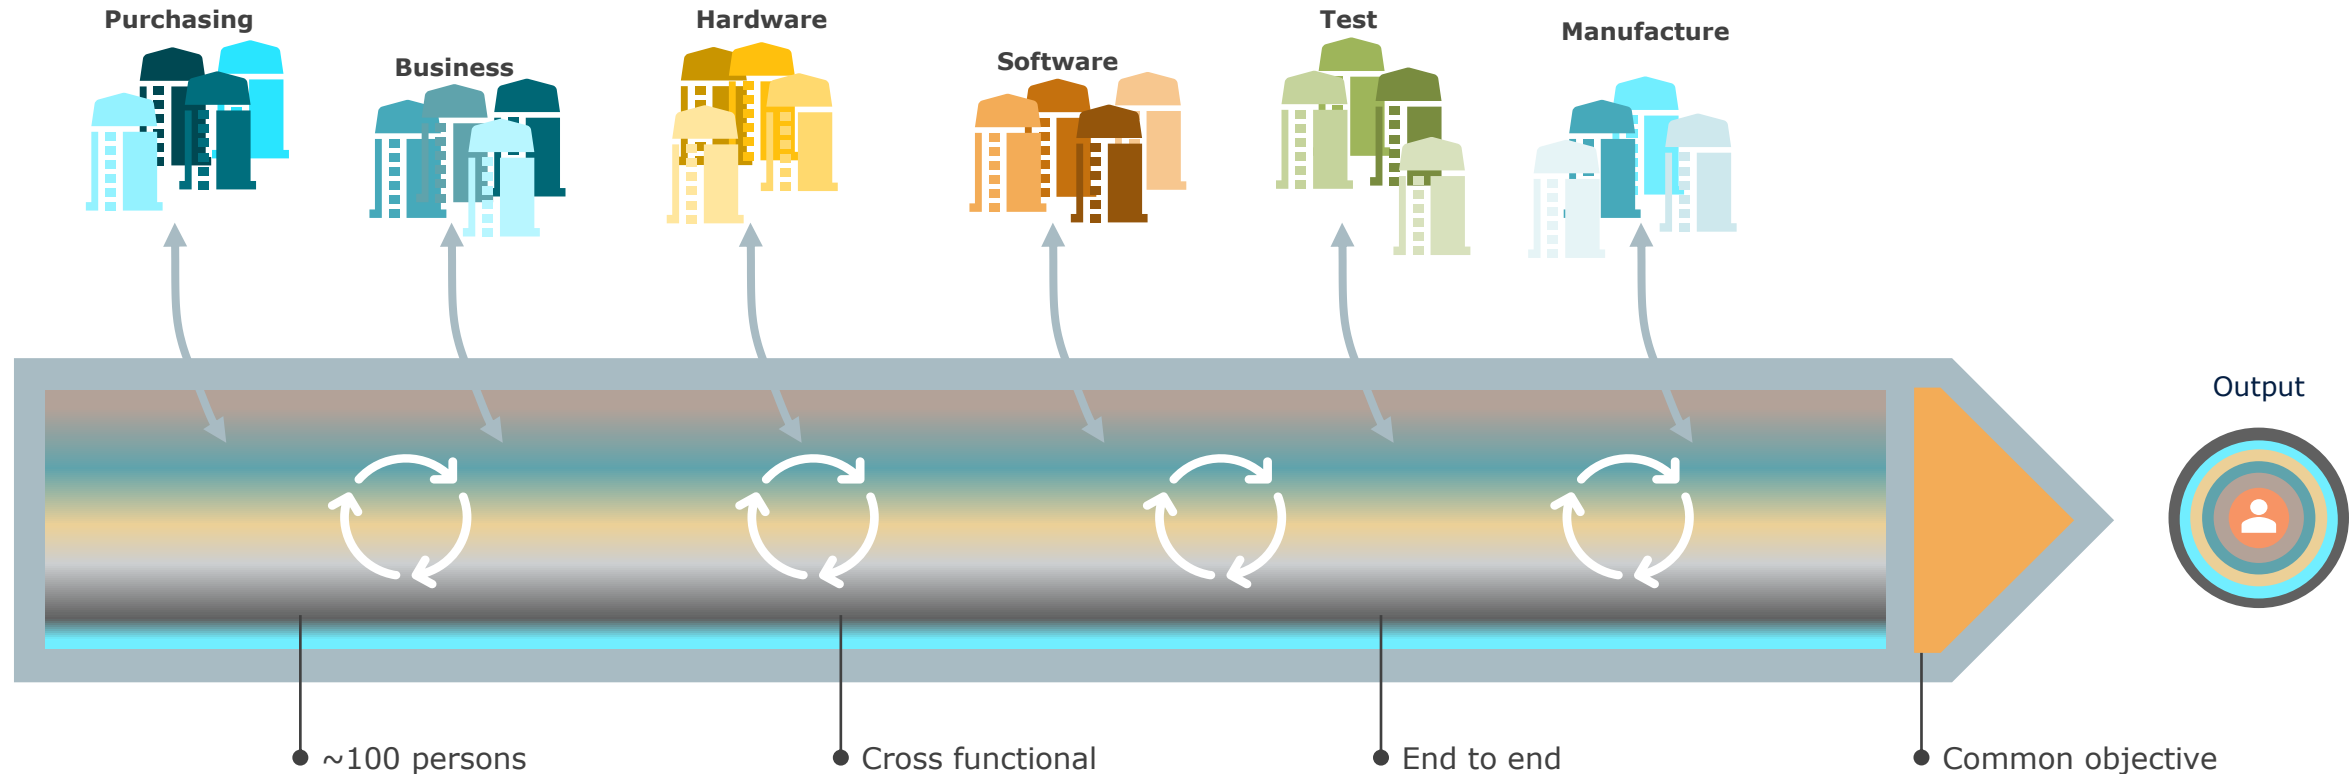 Purchasing
Business
Hardware
Software
Test
Manufacture
Output
~100 persons
Cross functional
End to end
Common objective